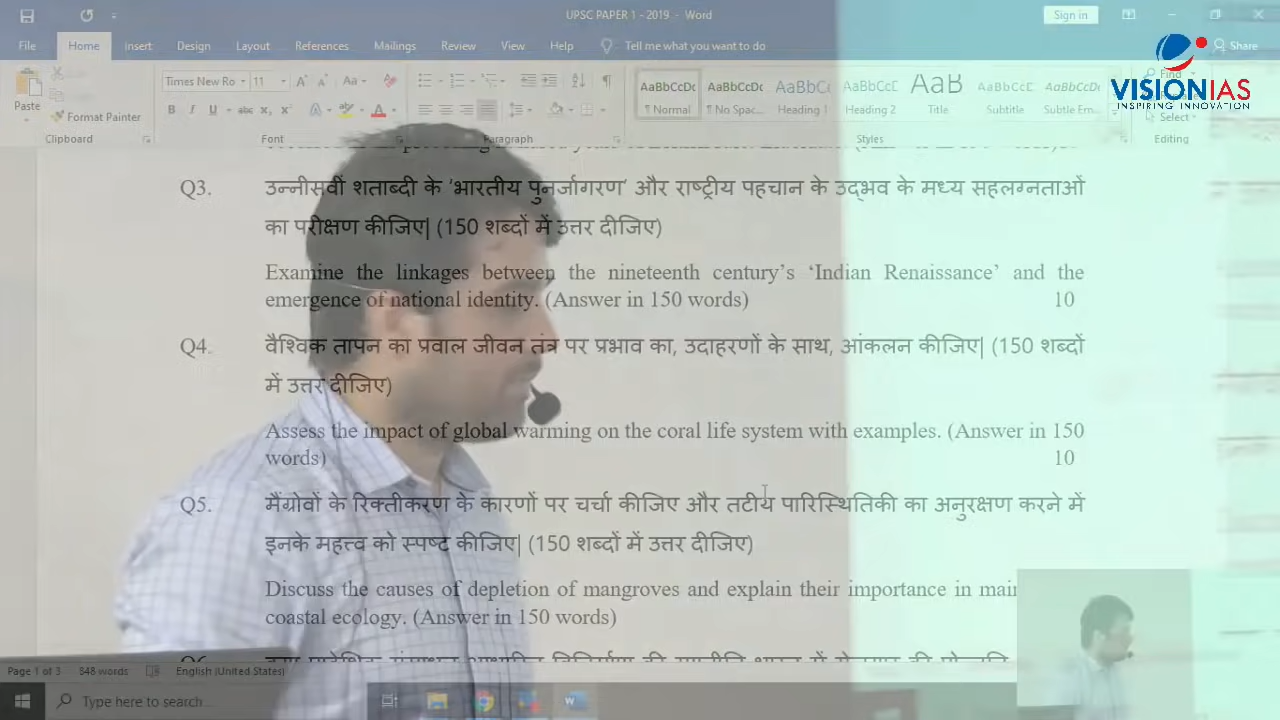 UPSC PAPER 1 - 2019 - Word
Sign in
File Home Insert Design Layout References Mailings Review View Help Tell me what you want to do
Share
VISIONIAS
INSPIRING INNOVATION
Paste
Format Painter
Times New Ro 11
AaBbCcDc AaBbCcDc AaBbC AaBbCcC AaB AaBbCcC AaBbCcDc
¶ Normal ¶ No Spac... Heading 1 Heading 2 Title Subtitle Subtle Em...
Find
Select
Clipboard Font Paragraph Styles Editing
Q3. उन्नीसवीं शताब्दी के 'भारतीय पुनर्जागरण' और राष्ट्रीय पहचान के उद्भव के मध्य सहलग्नताओं
का परीक्षण कीजिए| (150 शब्दों में उत्तर दीजिए)
Examine the linkages between the nineteenth century's ‘Indian Renaissance’ and the
emergence of national identity. (Answer in 150 words) 10
Q4. वैश्विक तापन का प्रवाल जीवन तंत्र पर प्रभाव का, उदाहरणों के साथ, आंकलन कीजिए| (150 शब्दों
में उत्तर दीजिए)
Assess the impact of global warming on the coral life system with examples. (Answer in 150
words) 10
Q5. मैंग्रोवों के रिक्तीकरण के कारणों पर चर्चा कीजिए और तटीय पारिस्थितिकी का अनुरक्षण करने में
इनके महत्त्व को स्पष्ट कीजिए| (150 शब्दों में उत्तर दीजिए)
Discuss the causes of depletion of mangroves and explain their importance in
coastal ecology. (Answer in 150 words)
Page 1 of 3 848 words English (United States)
Type here to search